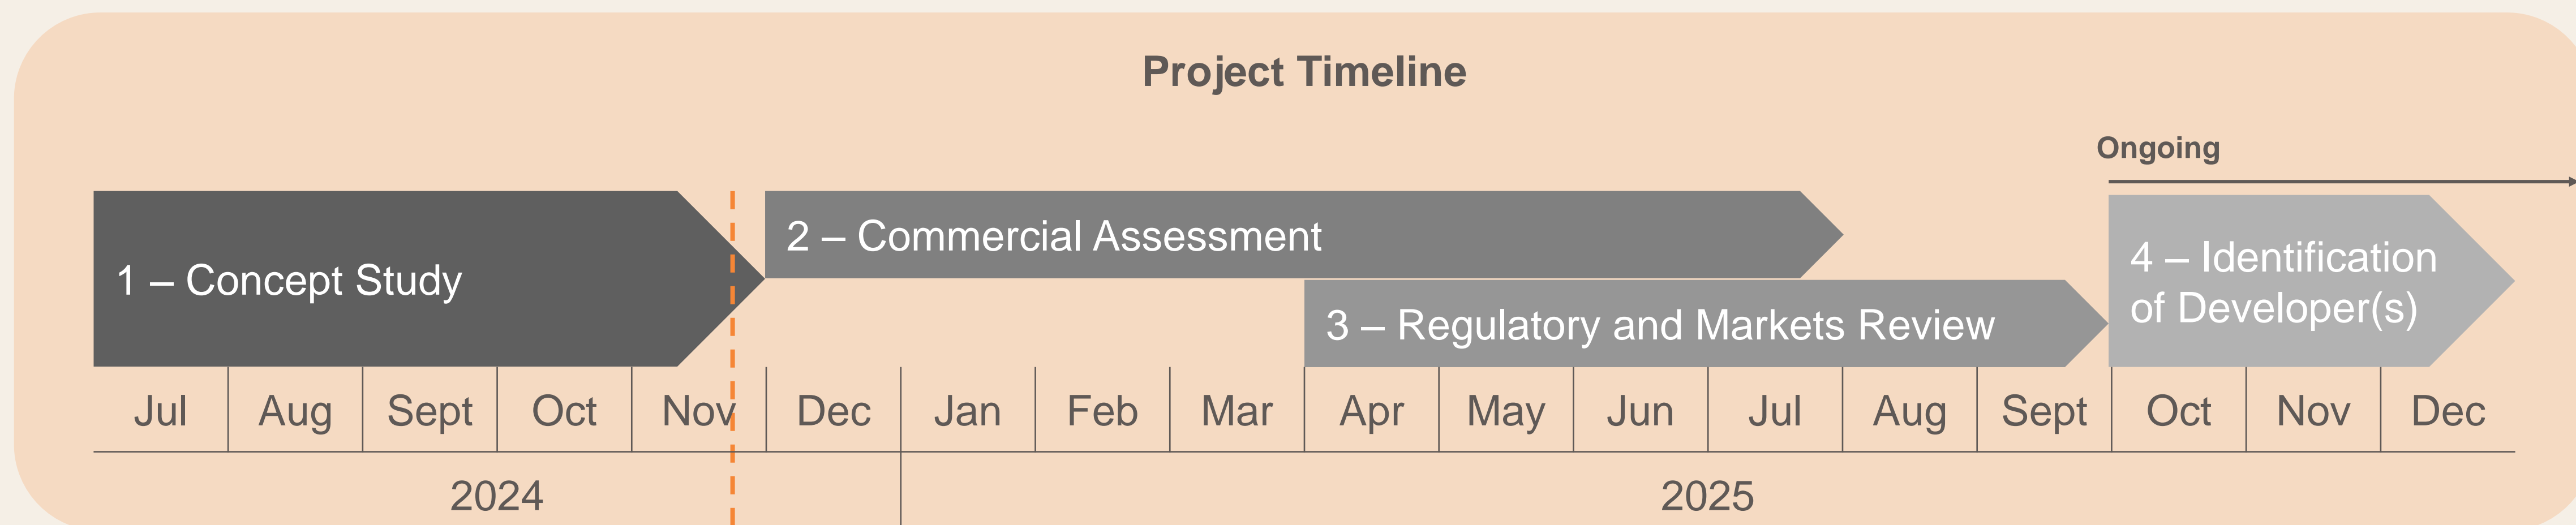 Project Timeline
Ongoing
1 – Concept Study
2 – Commercial Assessment
3 – Regulatory and Markets Review
4 – Identification
of Developer(s)
Jul Aug Sept Oct Nov Dec Jan Feb Mar Apr May Jun Jul Aug Sept Oct Nov Dec
2024 2025